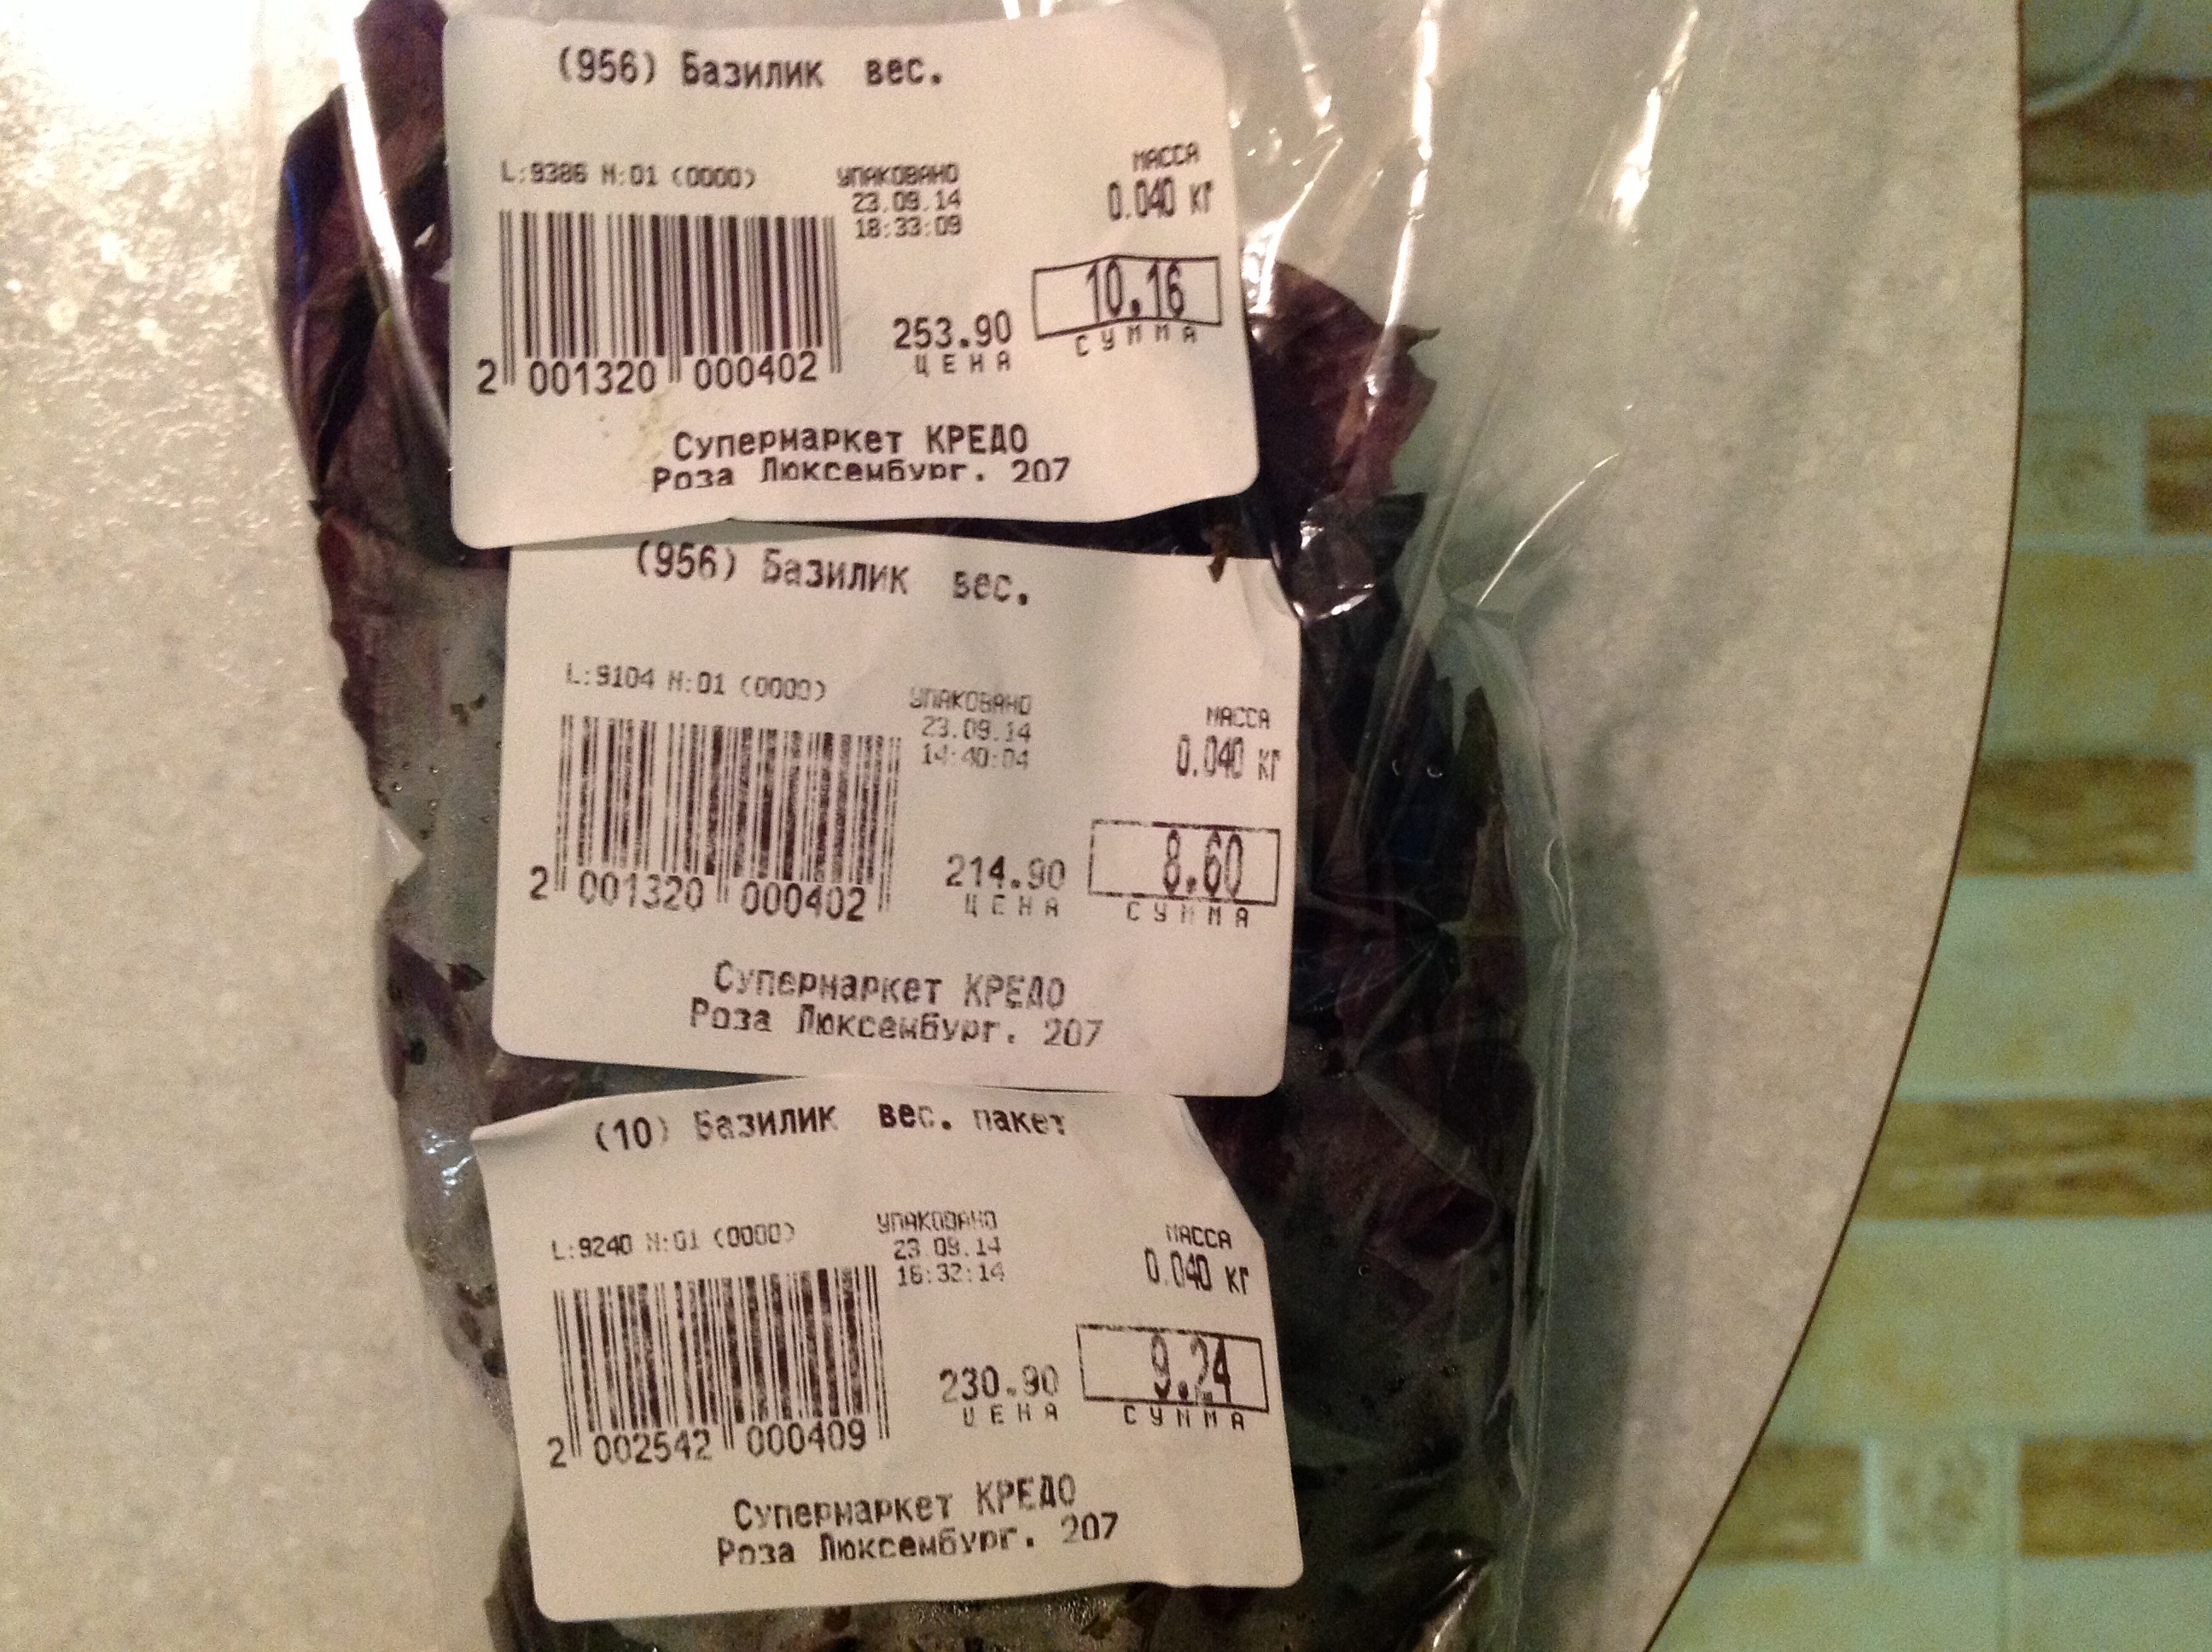 (956) Базилик вес.
L:9386 N:01 (0000)
УПАКОВАНО
23.09.14
18:33:09
МАССА
0.040 кг
253.90
ЦЕНА
10.16
СУММА
2 001320 000402
Супермаркет КРЕДО
Роза Люксембург. 207
(956) Базилик вес.
L:9104 N:01 (0000)
УПАКОВАНО
23.09.14
14:40:04
МАССА
0.040 кг
214.90
ЦЕНА
8.60
СУММА
2 001320 000402
Супермаркет КРЕДО
Роза Люксембург. 207
(10) Базилик вес. пакет
L:9240 N:01 (0000)
УПАКОВАНО
23.09.14
16:32:14
МАССА
0.040 кг
230.90
ЦЕНА
9.24
СУММА
2 002542 000409
Супермаркет КРЕДО
Роза Люксембург. 207